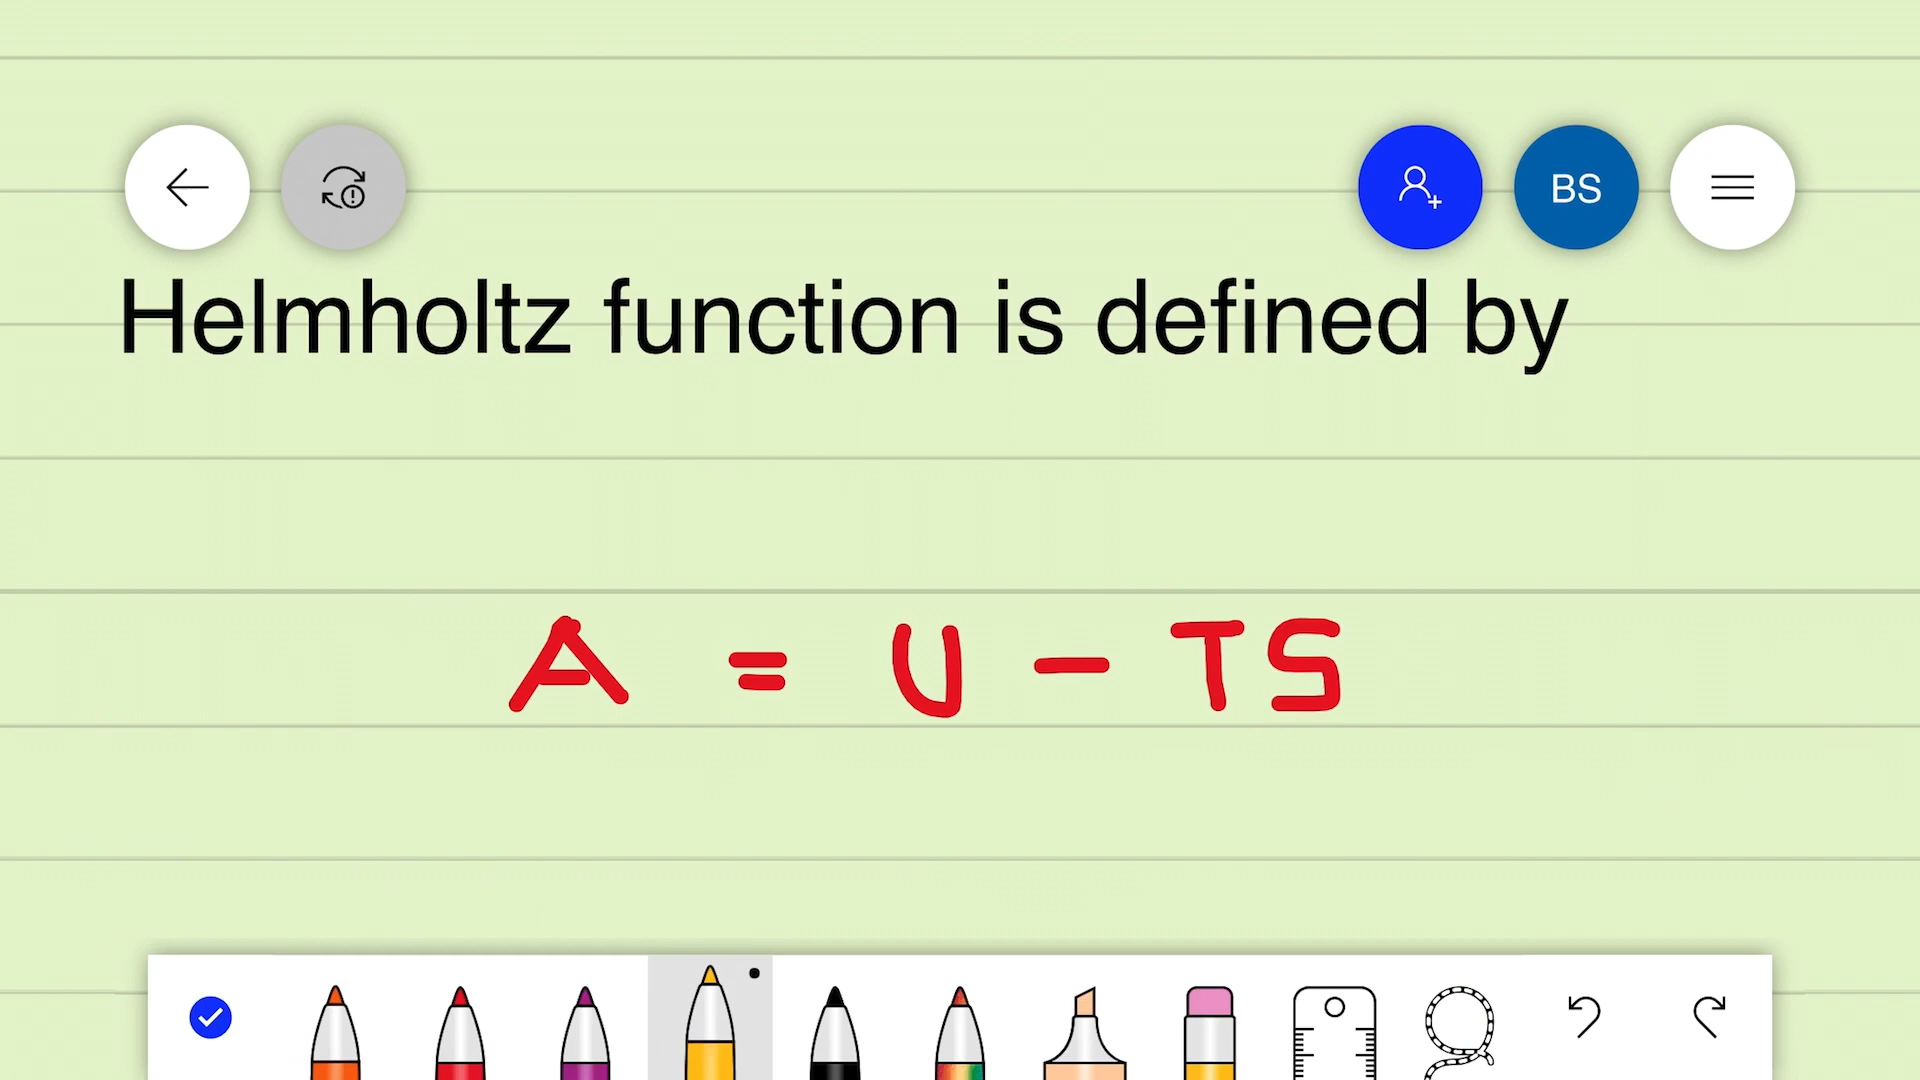 BS
Helmholtz function is defined by
A = U - TS